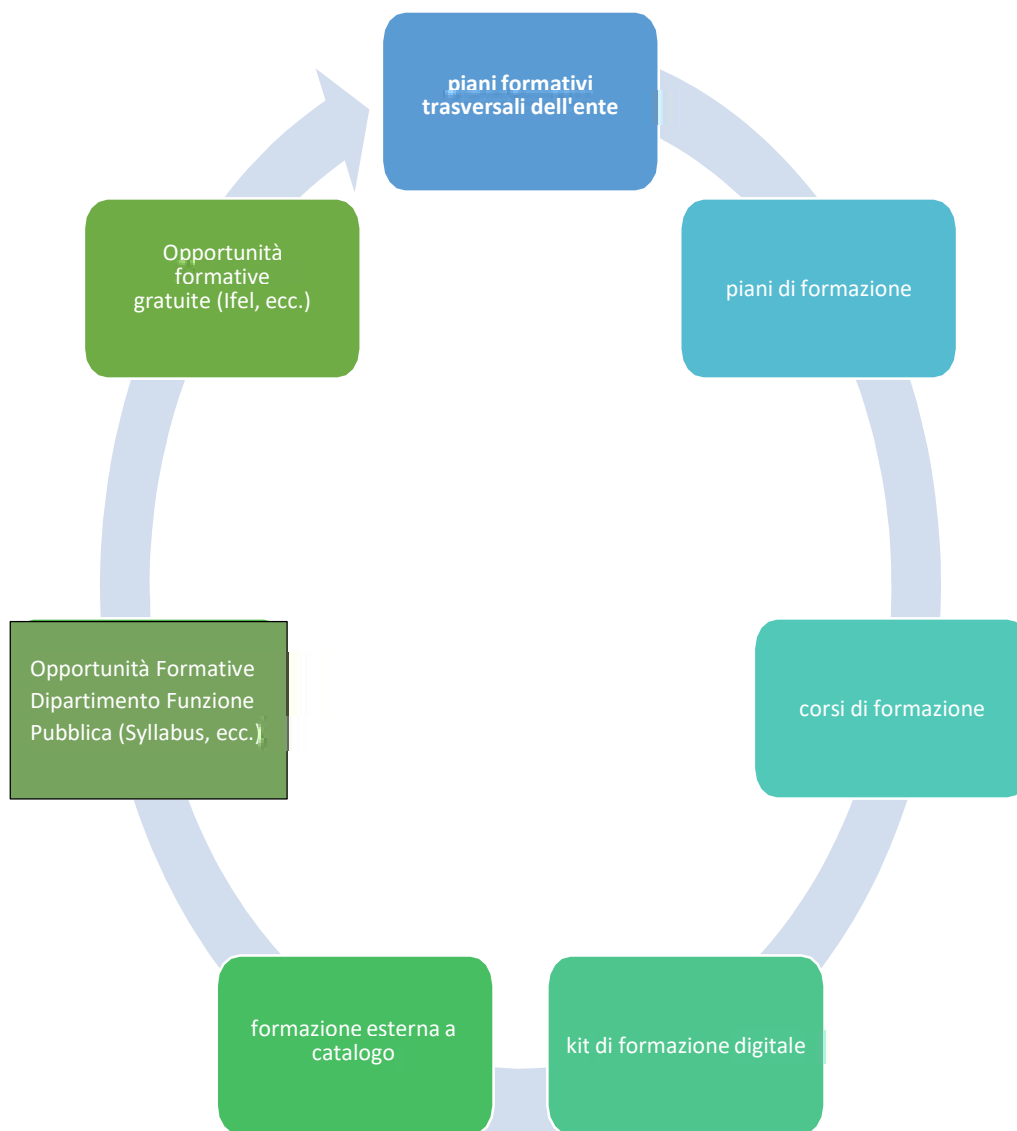 piani formativi
trasversali dell'ente
piani di formazione
corsi di formazione
kit di formazione digitale
formazione esterna a
catalogo
Opportunità Formative
Dipartimento Funzione
Pubblica (Syllabus, ecc.)
Opportunità
formative
gratuite (Ifel, ecc.)